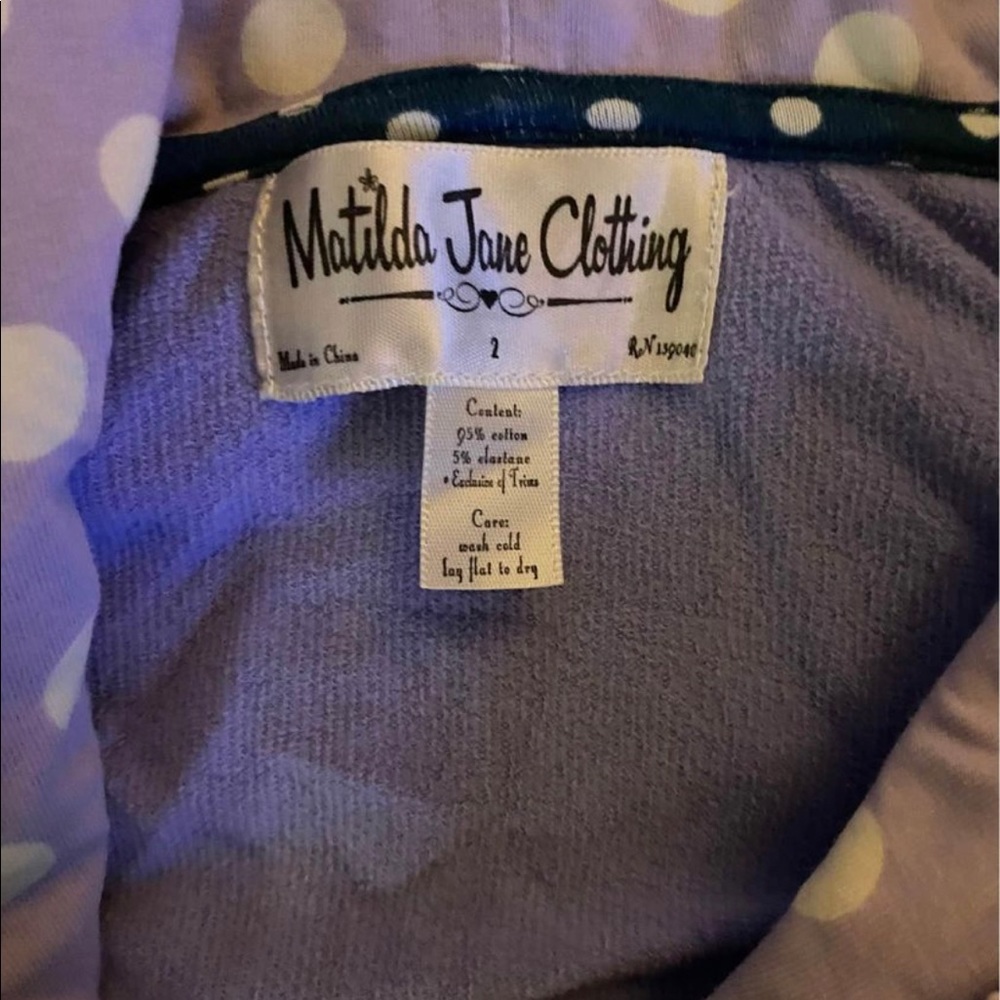 Matilda Jane Clothing
Made in China 2 RN 139040
Content:
95% cotton
5% elastane
*Exclusive of Trims
Care:
wash cold
lay flat to dry